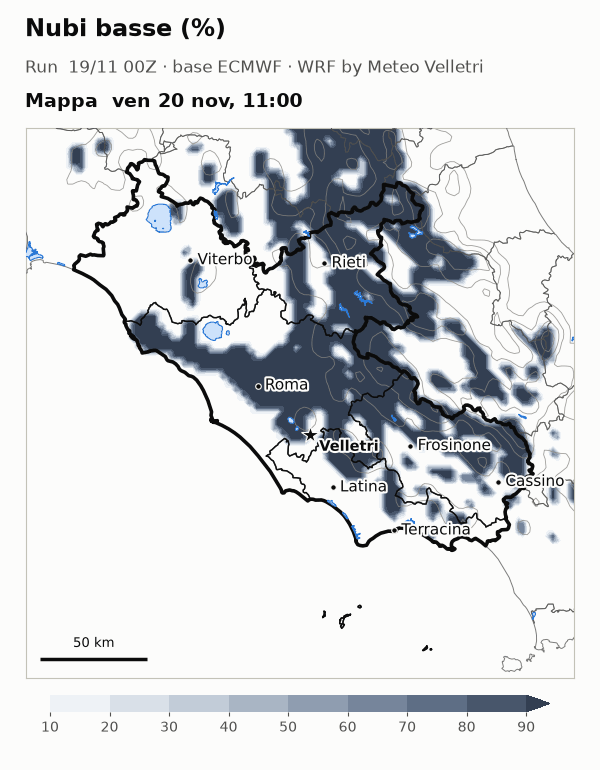 Nubi basse (%)
Run 19/11 00Z · base ECMWF · WRF by Meteo Velletri
Mappa ven 20 nov, 11:00
Viterbo
Rieti
Roma
Velletri
Frosinone
Cassino
Latina
Terracina
50 km
10 20 30 40 50 60 70 80 90